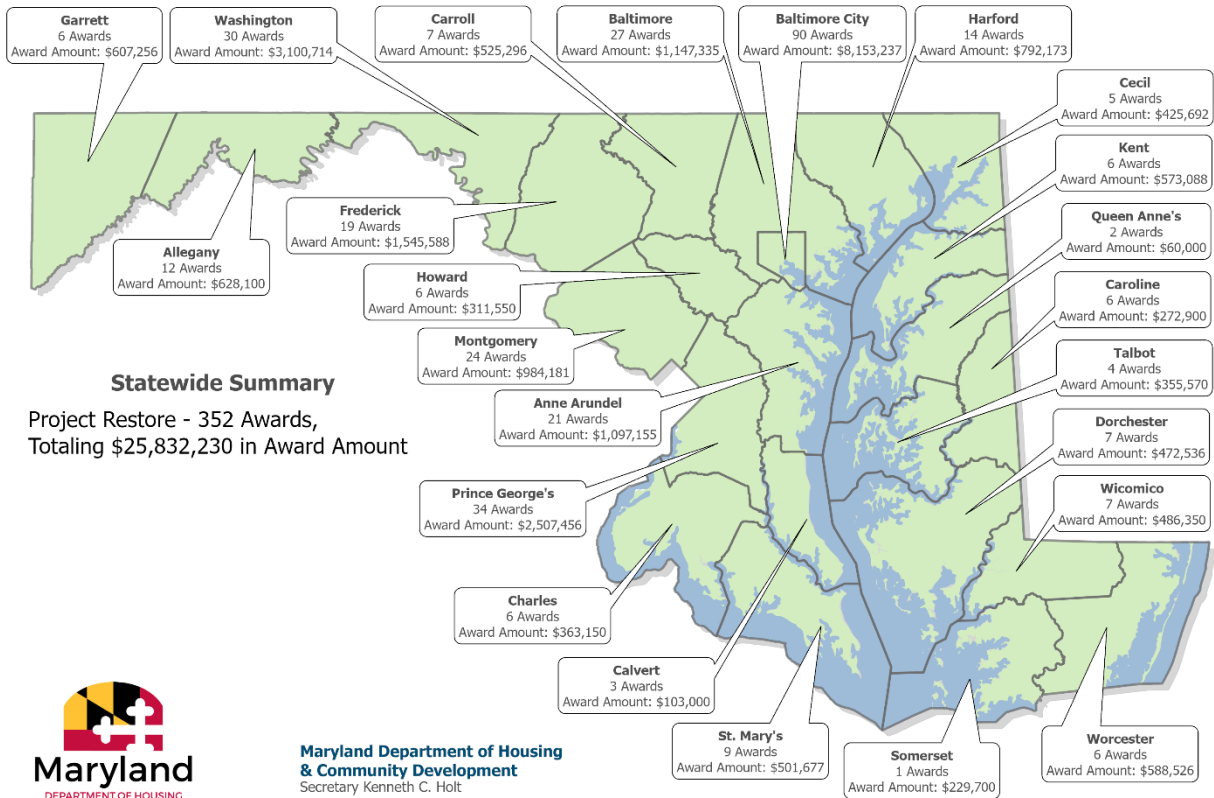 Garrett
6 Awards
Award Amount: $607,256
Washington
30 Awards
Award Amount: $3,100,714
Carroll
7 Awards
Award Amount: $525,296
Baltimore
27 Awards
Award Amount: $1,147,335
Baltimore City
90 Awards
Award Amount: $8,153,237
Harford
14 Awards
Award Amount: $792,173
Cecil
5 Awards
Award Amount: $425,692
Kent
6 Awards
Award Amount: $573,088
Queen Anne's
2 Awards
Award Amount: $60,000
Caroline
6 Awards
Award Amount: $272,900
Talbot
4 Awards
Award Amount: $355,570
Dorchester
7 Awards
Award Amount: $472,536
Wicomico
7 Awards
Award Amount: $486,350
Allegany
12 Awards
Award Amount: $628,100
Frederick
19 Awards
Award Amount: $1,545,588
Howard
6 Awards
Award Amount: $311,550
Montgomery
24 Awards
Award Amount: $984,181
Anne Arundel
21 Awards
Award Amount: $1,097,155
Prince George's
34 Awards
Award Amount: $2,507,456
Charles
6 Awards
Award Amount: $363,150
Calvert
3 Awards
Award Amount: $103,000
St. Mary's
9 Awards
Award Amount: $501,677
Somerset
1 Awards
Award Amount: $229,700
Worcester
6 Awards
Award Amount: $588,526
Statewide Summary
Project Restore - 352 Awards,
Totaling $25,832,230 in Award Amount
Maryland
DEPARTMENT OF HOUSING
Maryland Department of Housing
& Community Development
Secretary Kenneth C. Holt